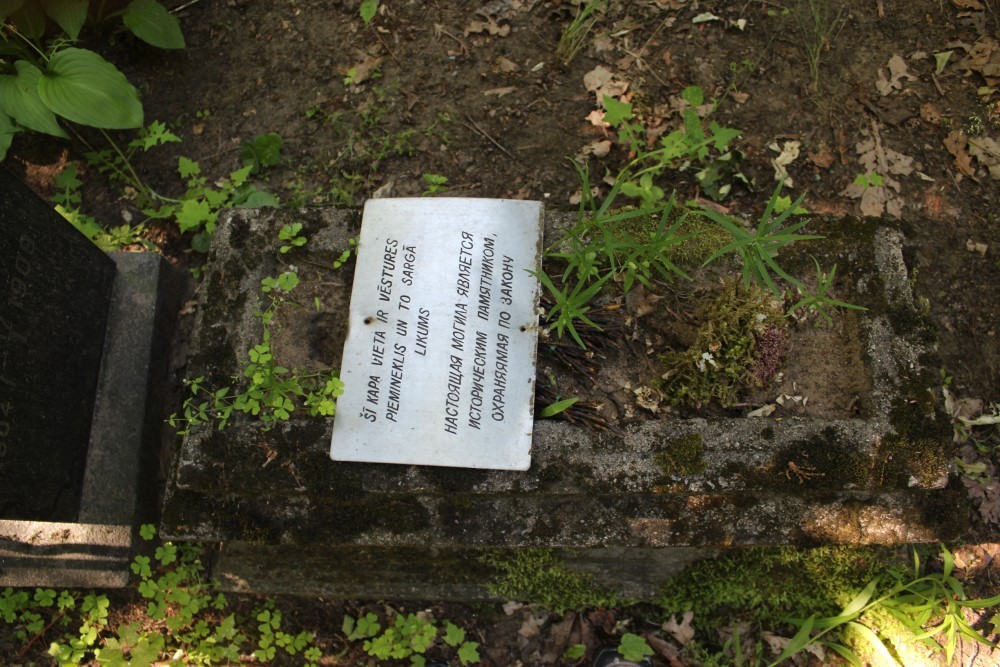 ŠĪ KAPA VIETA IR VĒSTURES
PIEMINEKLIS UN TO SARGĀ
LIKUMS
НАСТОЯЩАЯ МОГИЛА ЯВЛЯЕТСЯ
ИСТОРИЧЕСКИМ ПАМЯТНИКОМ,
ОХРАНЯЕМАЯ ПО ЗАКОНУ